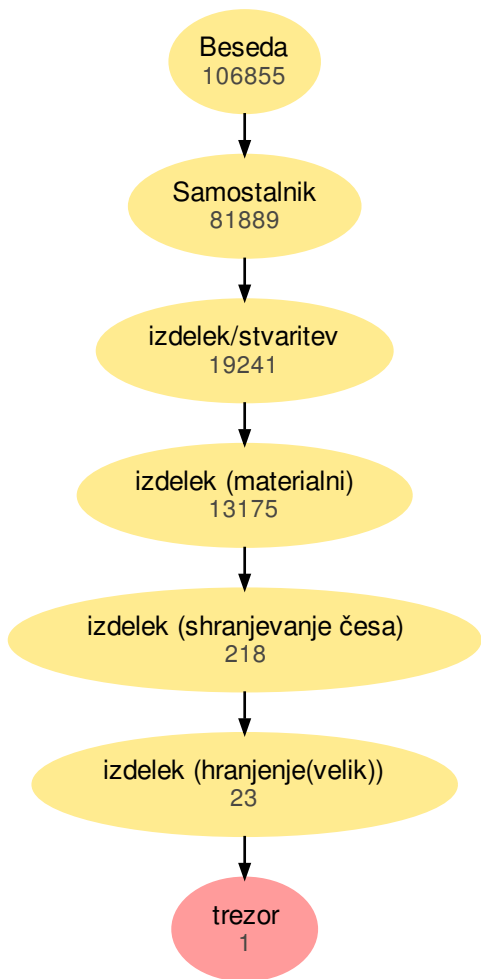 Beseda
106855
Samostalnik
81889
izdelek/stvaritev
19241
izdelek (materialni)
13175
izdelek (shranjevanje česa)
218
izdelek (hranjenje(velik))
23
trezor
1